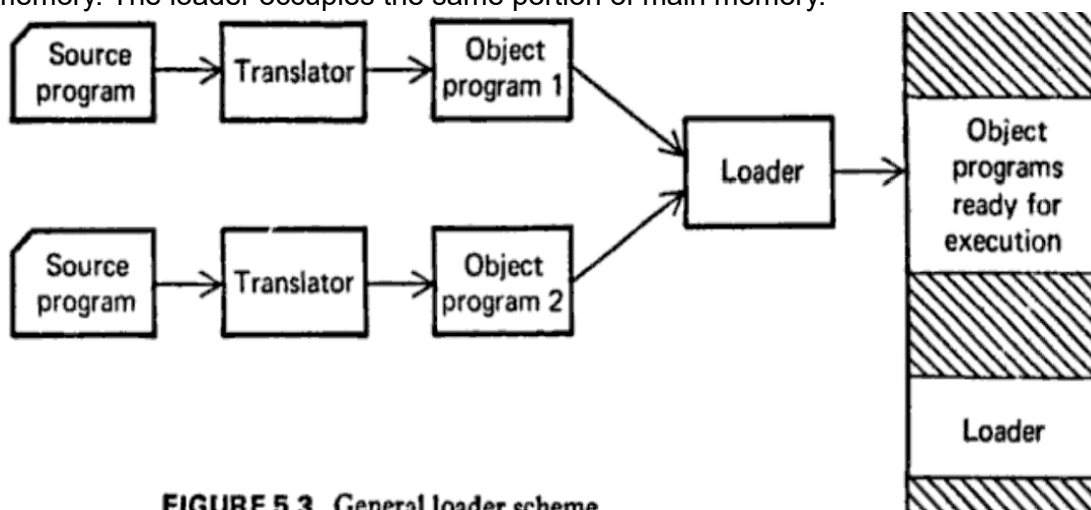 memory. The loader occupies the same portion of main memory.
Source
program
Translator
Object
program 1
Loader
Object
programs
ready for
execution
Source
program
Translator
Object
program 2
Loader
FIGURE 5.3 General loader scheme